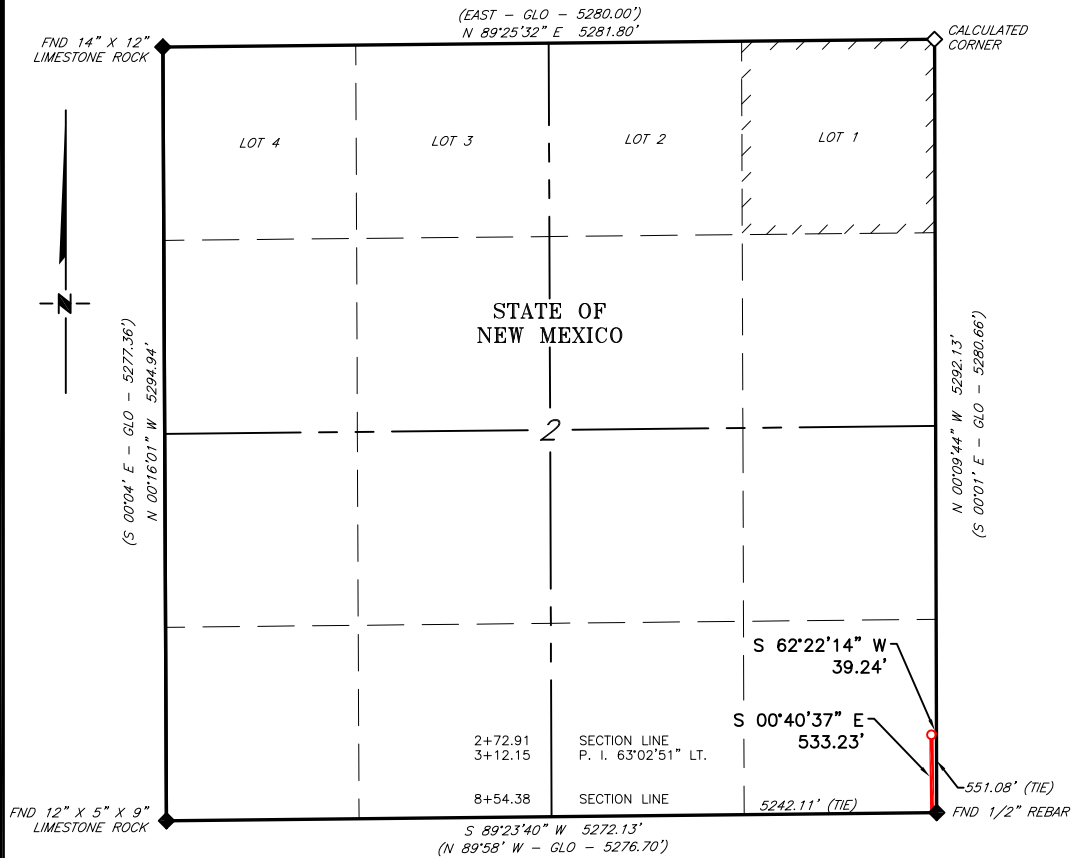 (EAST – GLO – 5280.00')
N 89°25'32" E 5281.80'
FND 14" X 12"
LIMESTONE ROCK
CALCULATED
CORNER
LOT 4
LOT 3
LOT 2
LOT 1
N
STATE OF
NEW MEXICO
(S 00°04' E – GLO – 5277.36')
N 00°16'01" W 5294.94'
N 00°09'44" W 5292.13'
(S 00°01' E – GLO – 5280.66')
2
S 62°22'14" W
39.24'
S 00°40'37" E
533.23'
2+72.91 SECTION LINE
3+12.15 P. I. 63°02'51" LT.
8+54.38 SECTION LINE
551.08' (TIE)
5242.11' (TIE)
FND 12" X 5" X 9"
LIMESTONE ROCK
FND 1/2" REBAR
S 89°23'40" W 5272.13'
(N 89°58' W – GLO – 5276.70')